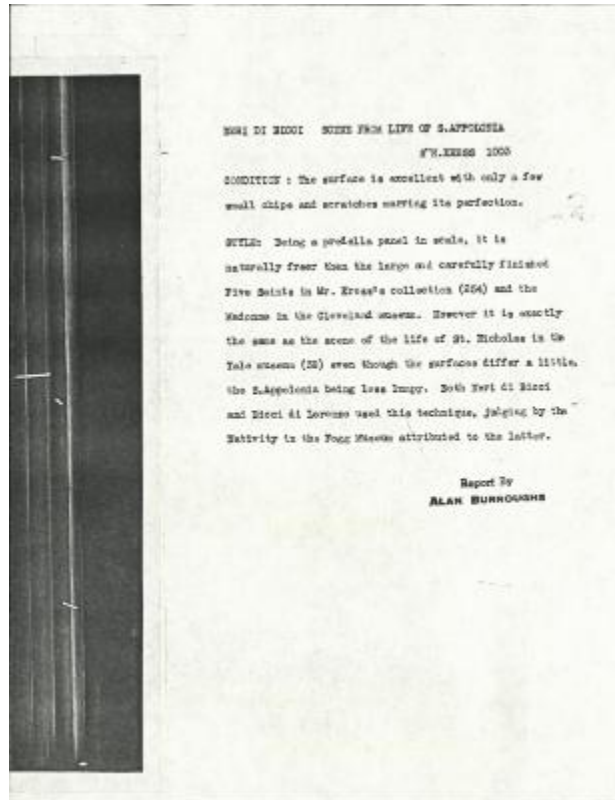 NERI DI BICCI SCENE FROM LIFE OF S.APPOLONIA
S'H.KRESS 1003
CONDITION : The surface is excellent with only a few
small chips and scratches marring its perfection.
STYLE: Being a predella panel in scale, it is
naturally freer than the large and carefully finished
Five Saints in Mr. Kress's collection (254) and the
Madonna in the Cleveland museum. However it is exactly
the same as the scene of the life of St. Nicholas in the
Yale museum (52) even though the surfaces differ a little,
the S.Appolonia being less lumpy. Both Neri di Bicci
and Bicci di Lorenzo used this technique, judging by the
Nativity in the Fogg Museum attributed to the latter.
Report By
ALAN BURROUGHS